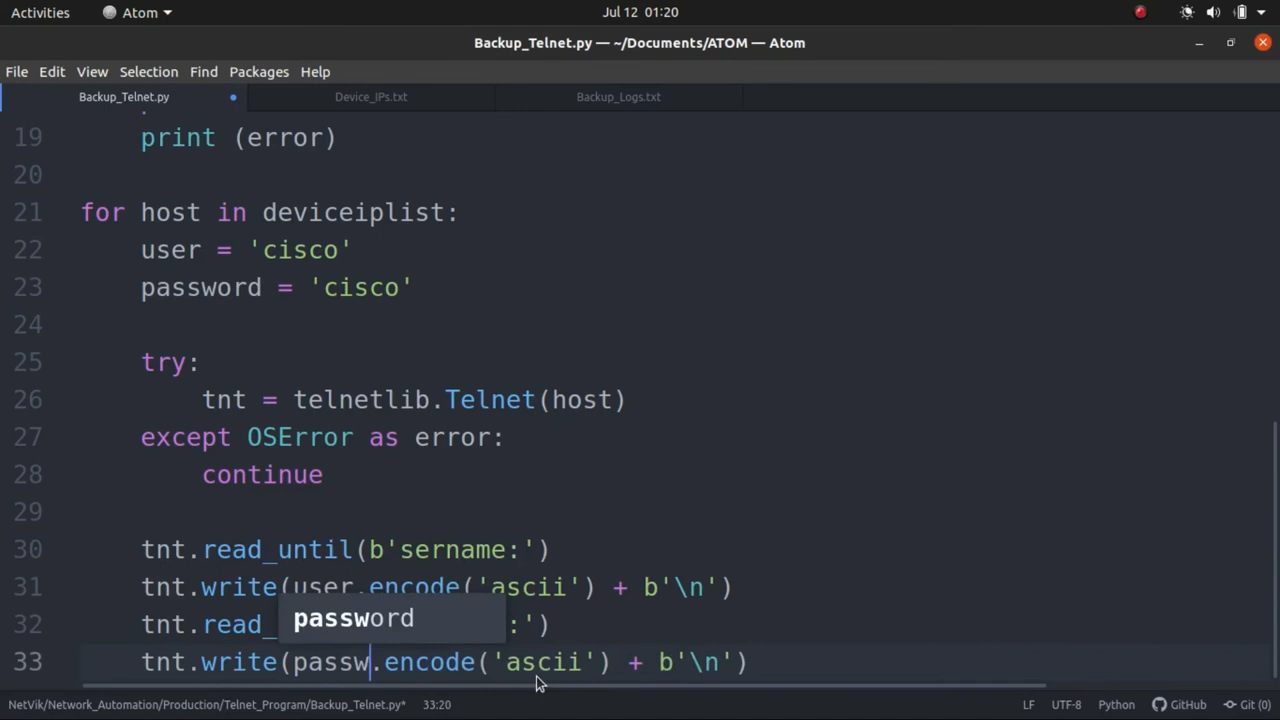 Activities Atom Jul 12 01:20
Backup_Telnet.py — ~/Documents/ATOM — Atom
File Edit View Selection Find Packages Help
Backup_Telnet.py Device_IPs.txt Backup_Logs.txt
19 print (error)
20
21 for host in deviceiplist:
22 user = 'cisco'
23 password = 'cisco'
24
25 try:
26 tnt = telnetlib.Telnet(host)
27 except OSError as error:
28 continue
29
30 tnt.read_until(b'sername:')
31 tnt.write(user.encode('ascii') + b'\n')
password
32 tnt.read_ :')
33 tnt.write(passw.encode('ascii') + b'\n')
NetVik/Network_Automation/Production/Telnet_Program/Backup_Telnet.py* 33:20 LF UTF-8 Python GitHub Git (0)